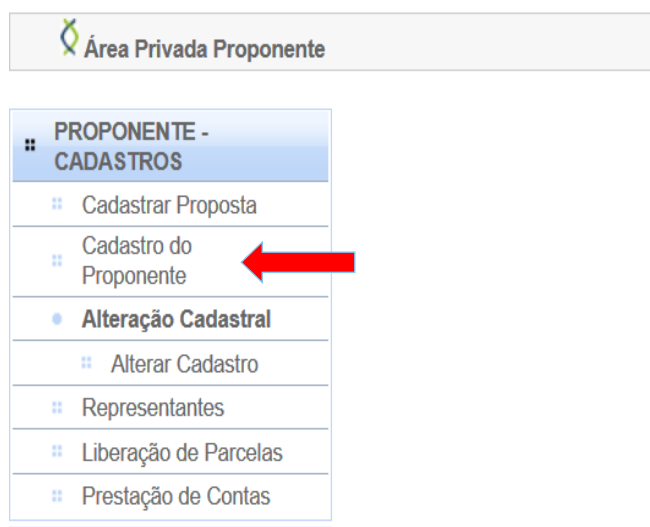 Área Privada Proponente
PROPONENTE -
CADASTROS
Cadastrar Proposta
Cadastro do
Proponente
Alteração Cadastral
Alterar Cadastro
Representantes
Liberação de Parcelas
Prestação de Contas